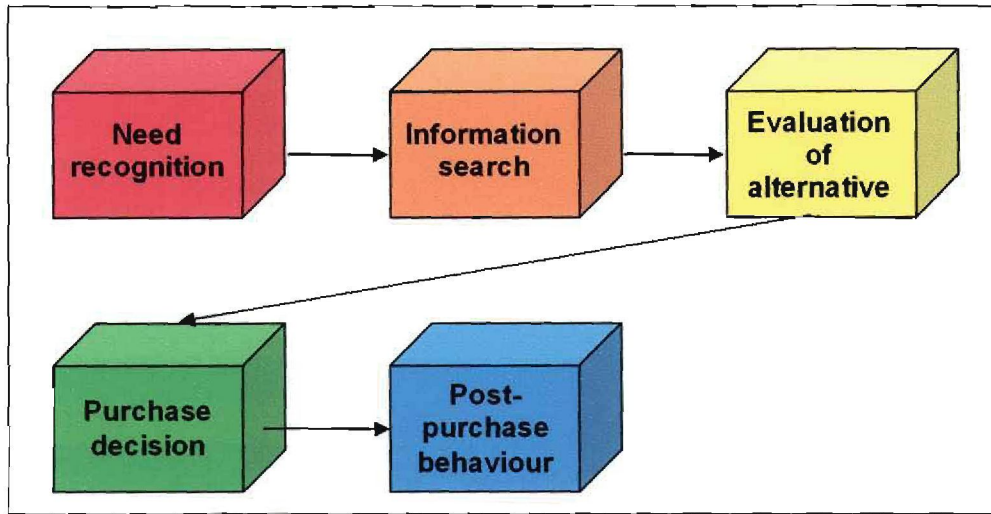 Need
recognition
Information
search
Evaluation
of
alternative
Purchase
decision
Post-
purchase
behaviour